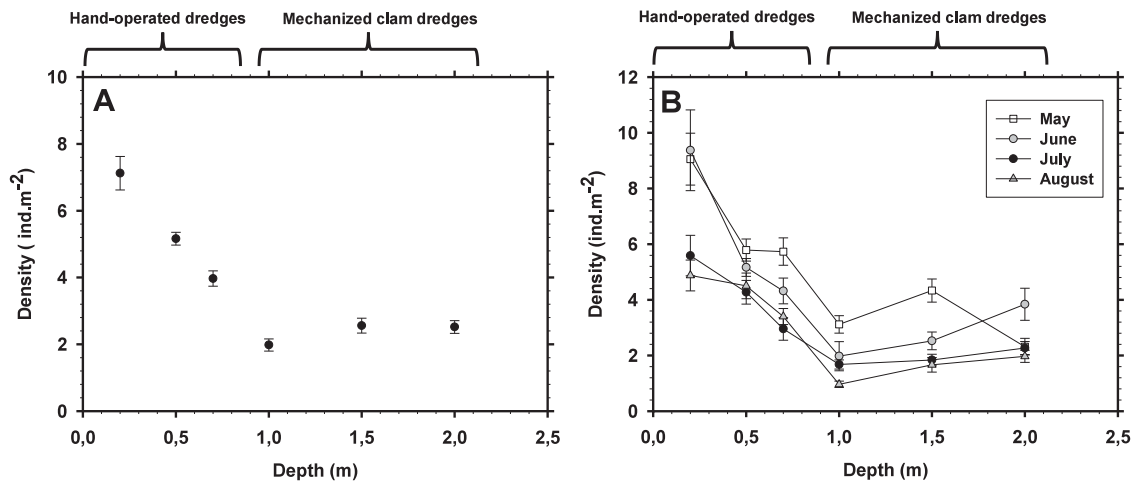 Hand-operated dredges Mechanized clam dredges
A
10
8
6
4
2
0
Density ( ind.m-2)
0,0 0,5 1,0 1,5 2,0 2,5
Depth (m)
Hand-operated dredges Mechanized clam dredges
B
12
10
8
6
4
2
0
Density (ind.m-2)
May
June
July
August
0,0 0,5 1,0 1,5 2,0 2,5
Depth (m)